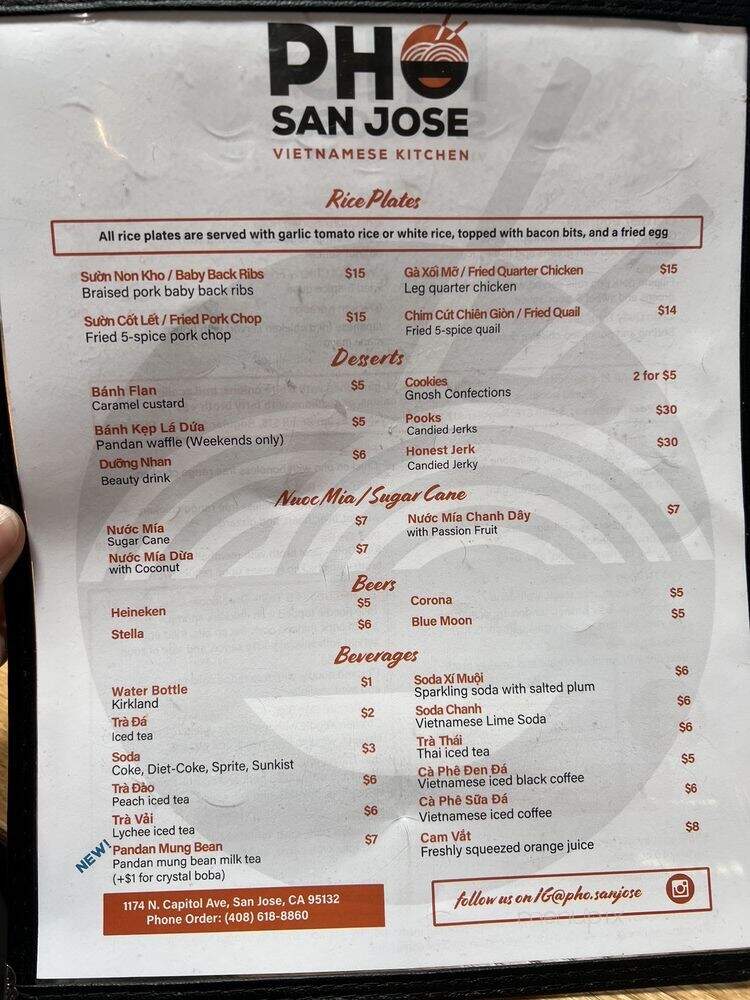 PHO
SAN JOSE
VIETNAMESE KITCHEN
Rice Plates
All rice plates are served with garlic tomato rice or white rice, topped with bacon bits, and a fried egg
Sườn Non Kho / Baby Back Ribs $15
Braised pork baby back ribs
Sườn Cốt Lết / Fried Pork Chop $15
Fried 5-spice pork chop
Gà Xối Mỡ / Fried Quarter Chicken $15
Leg quarter chicken
Chim Cút Chiên Giòn / Fried Quail $14
Fried 5-spice quail
Desserts
Bánh Flan $5
Caramel custard
Bánh Kẹp Lá Dứa $5
Pandan waffle (Weekends only)
Dưỡng Nhan $6
Beauty drink
Cookies 2 for $5
Gnosh Confections
Pooks $30
Candied Jerks
Honest Jerk $30
Candied Jerky
Nuoc Mia / Sugar Cane
Nước Mía $7
Sugar Cane
Nước Mía Dừa $7
with Coconut
Nước Mía Chanh Dây $7
with Passion Fruit
Beers
Heineken $5
Stella $6
Corona $5
Blue Moon $5
Beverages
Water Bottle $1
Kirkland
Trà Đá $2
Iced tea
Soda $3
Coke, Diet-Coke, Sprite, Sunkist
Trà Đào $6
Peach iced tea
Trà Vải $6
Lychee iced tea
NEW!
Pandan Mung Bean $7
Pandan mung bean milk tea
(+$1 for crystal boba)
Soda Xí Muội $6
Sparkling soda with salted plum
Soda Chanh $6
Vietnamese Lime Soda
Trà Thái $6
Thai iced tea
Cà Phê Đen Đá $5
Vietnamese iced black coffee
Cà Phê Sữa Đá $6
Vietnamese iced coffee
Cam Vắt $8
Freshly squeezed orange juice
1174 N. Capitol Ave, San Jose, CA 95132
Phone Order: (408) 618-8860
follow us on IG@pho.sanjose